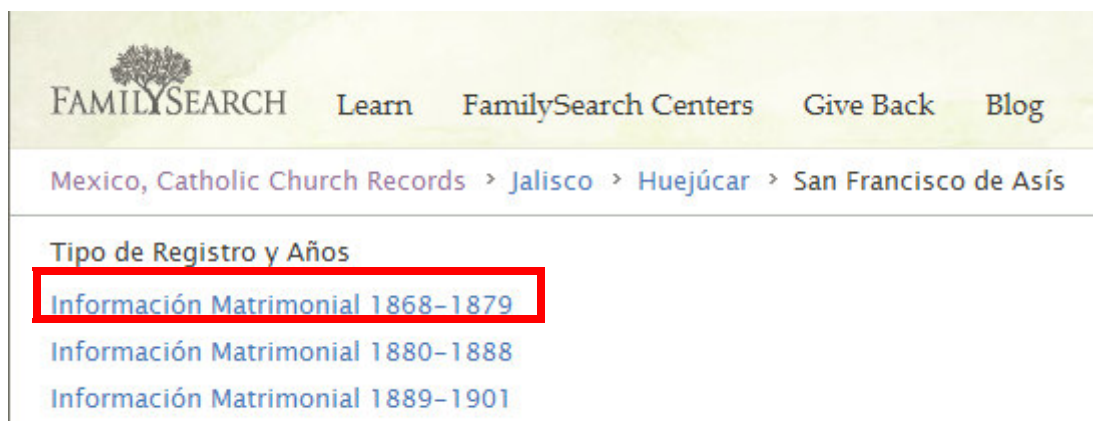 FAMILYSEARCH Learn FamilySearch Centers Give Back Blog
Mexico, Catholic Church Records > Jalisco > Huejúcar > San Francisco de Asís
Tipo de Registro y Años
Información Matrimonial 1868–1879
Información Matrimonial 1880–1888
Información Matrimonial 1889–1901